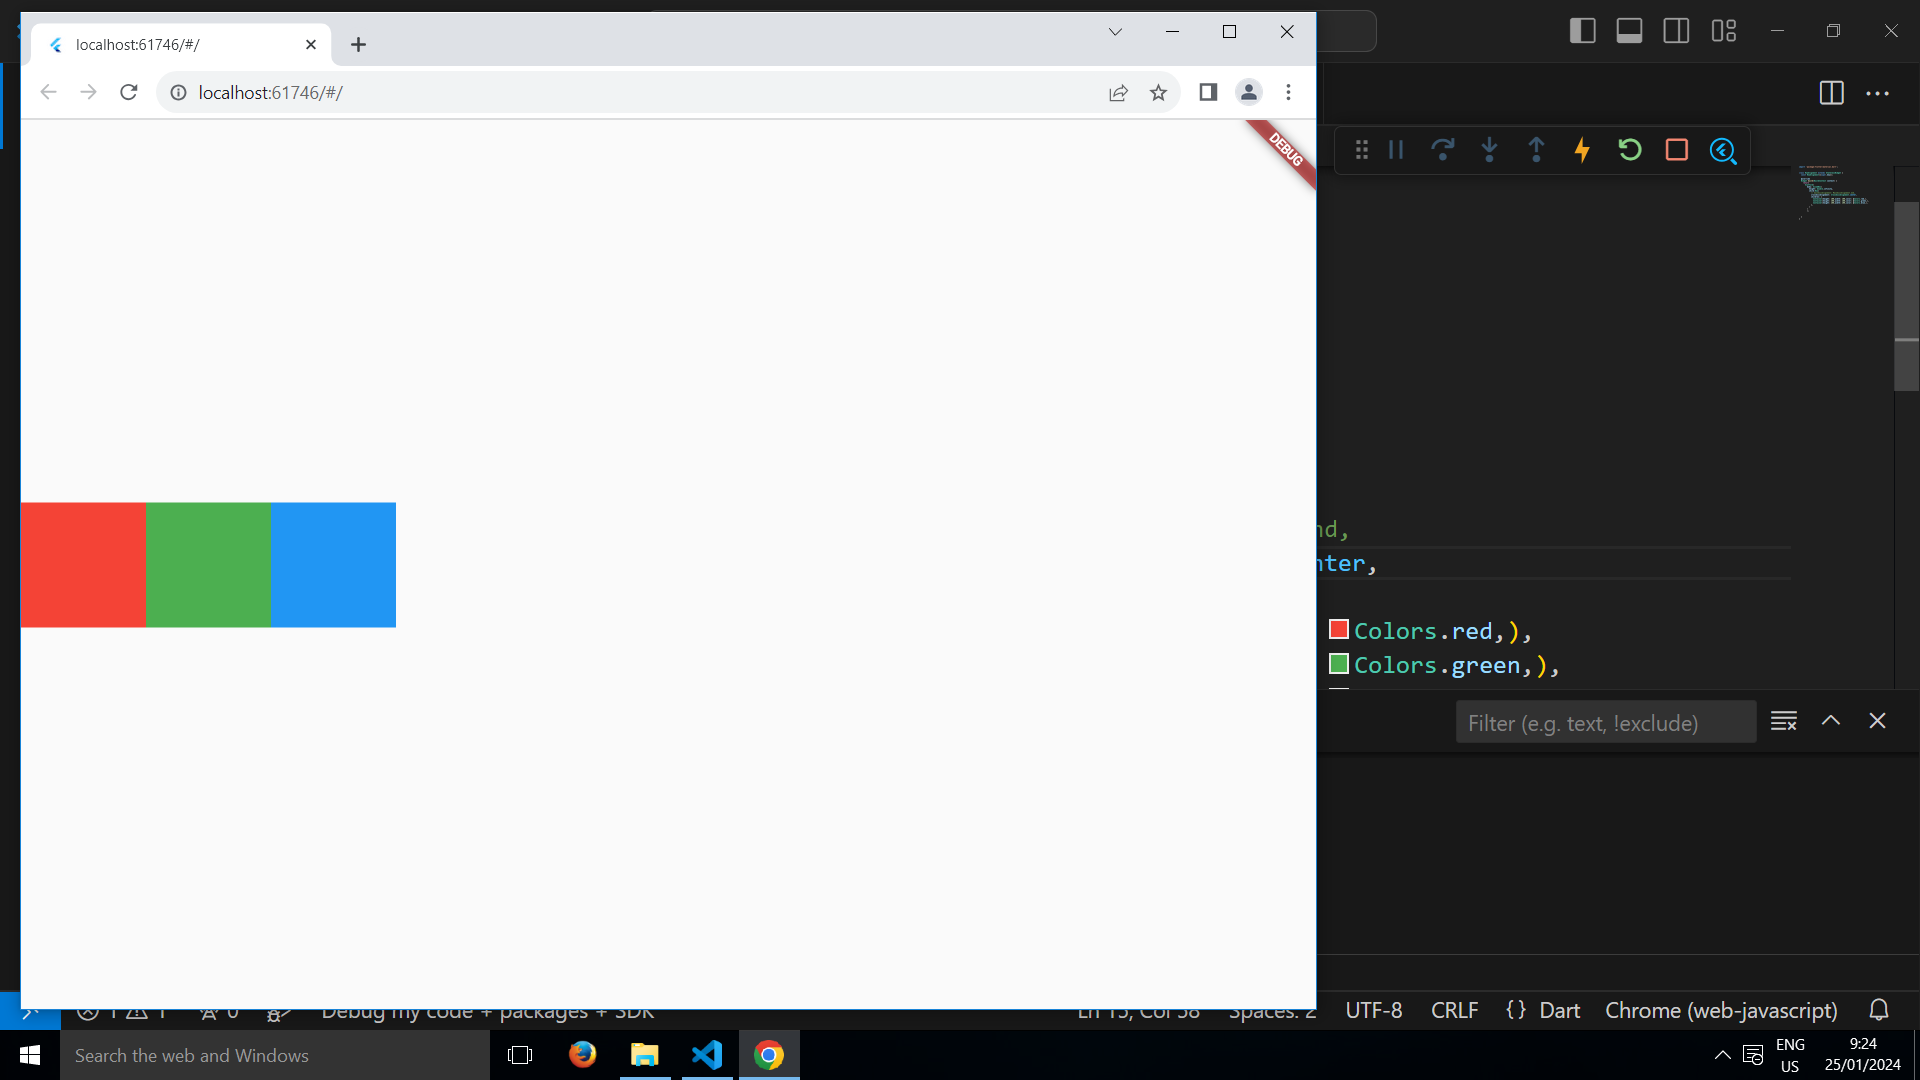 localhost:61746/#/
localhost:61746/#/
DEBUG
nd,
nter,
Colors.red,),
Colors.green,),
Filter (e.g. text, !exclude)
Debug my code + packages + SDK
Ln 15, Col 38
Spaces: 2
UTF-8
CRLF
{ } Dart
Chrome (web-javascript)
Search the web and Windows
ENG
US
9:24
25/01/2024